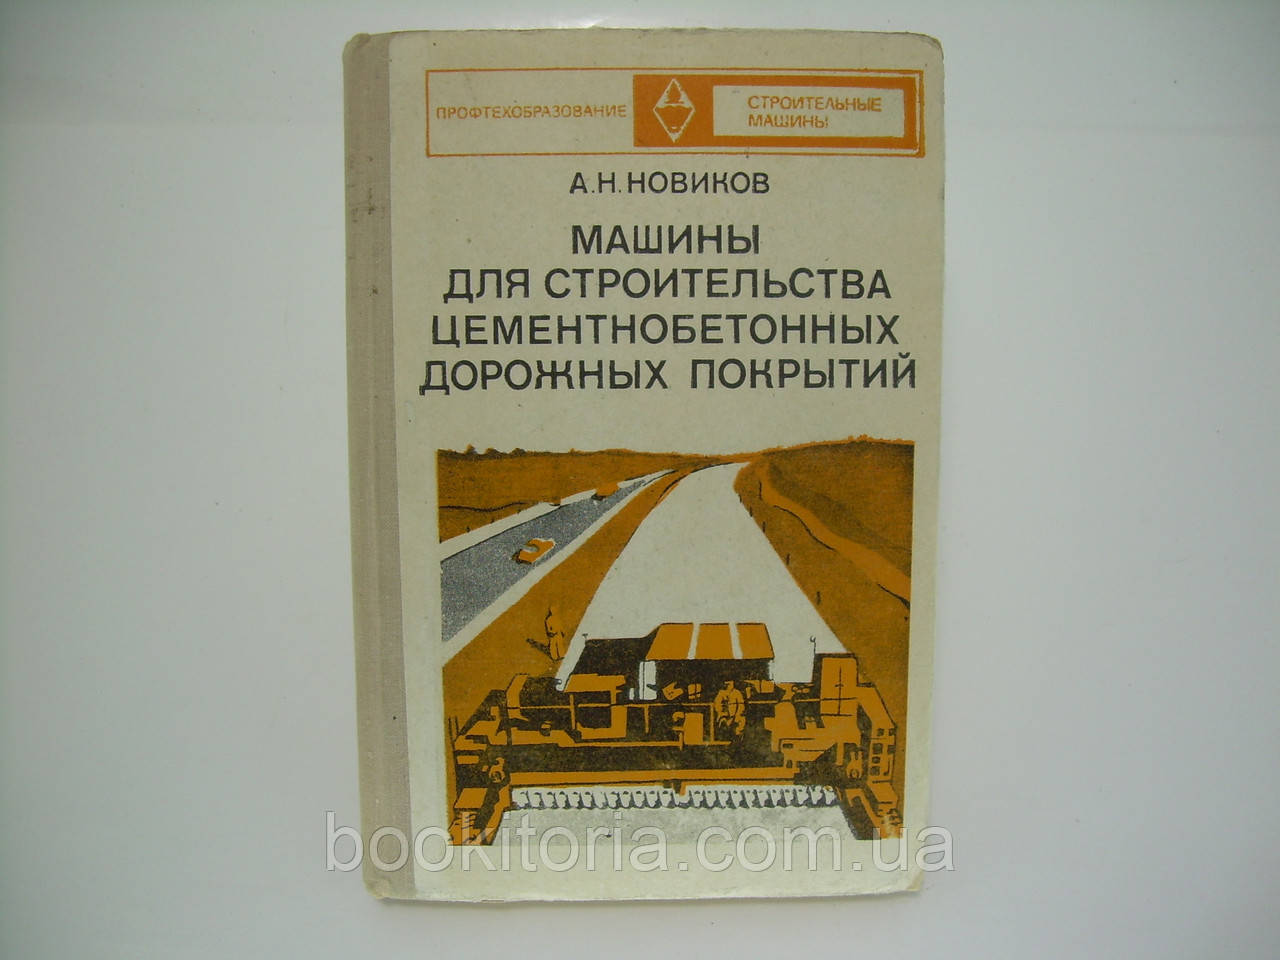 ПРОФТЕХОБРАЗОВАНИЕ
СТРОИТЕЛЬНЫЕ
МАШИНЫ
А.Н.НОВИКОВ
МАШИНЫ
ДЛЯ СТРОИТЕЛЬСТВА
ЦЕМЕНТНОБЕТОННЫХ
ДОРОЖНЫХ ПОКРЫТИЙ
bookitoria.com.ua